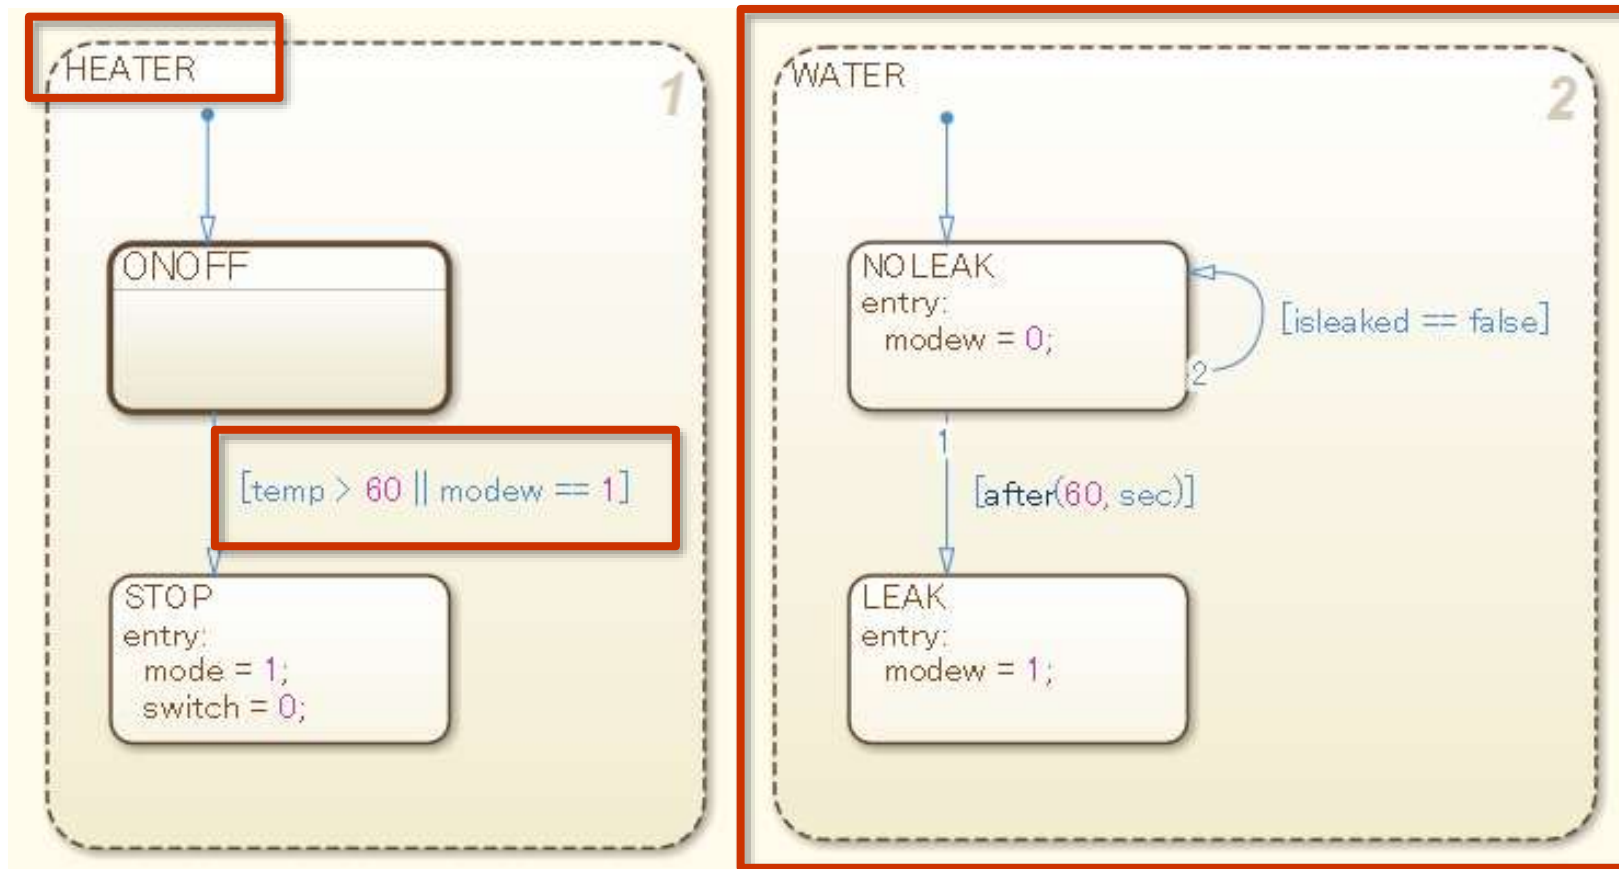 HEATER
1
ONOFF
[temp > 60 || modew == 1]
STOP
entry:
mode = 1;
switch = 0;
WATER
2
NOLEAK
entry:
modew = 0;
[isleaked == false]
2
1
[after(60, sec)]
LEAK
entry:
modew = 1;